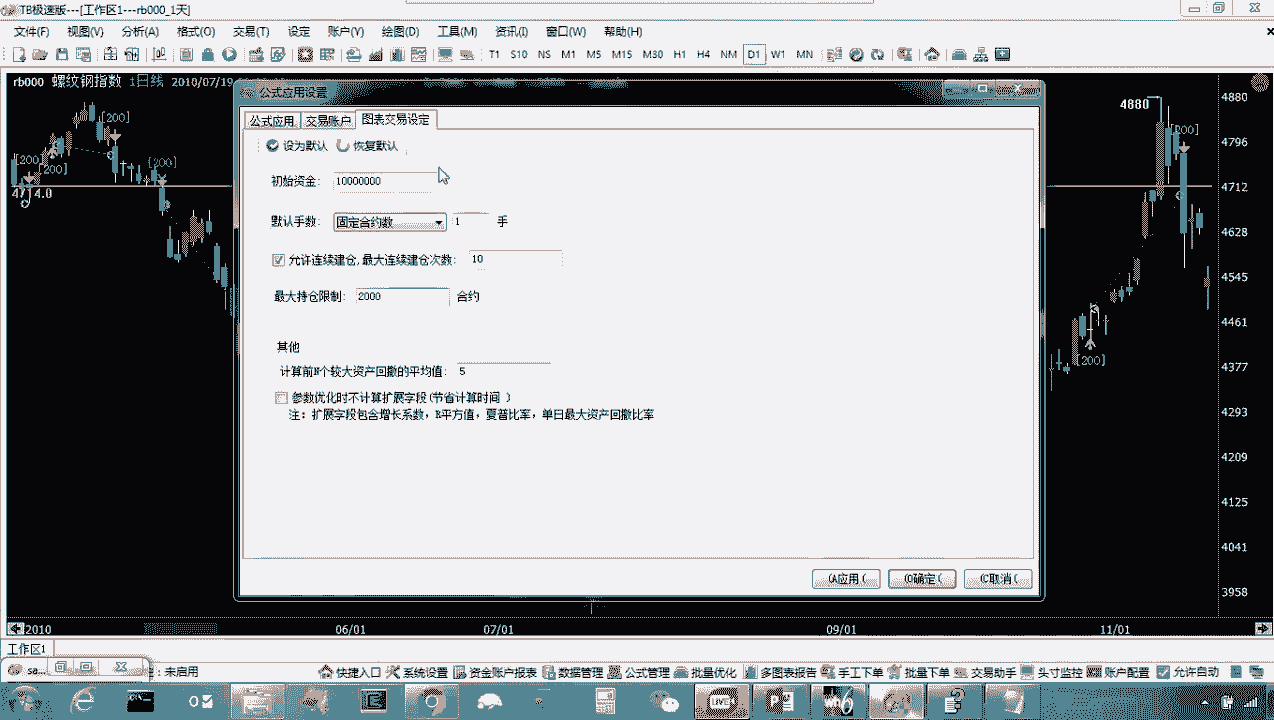 TB极速版---[工作区1---rb000_1天]
文件(F) 视图(V) 分析(A) 格式(O) 交易(T) 设定 账户(Y) 绘图(D) 工具(M) 资讯(I) 窗口(W) 帮助(H)
T1 S10 NS M1 M5 M15 M30 H1 H4 NM D1 W1 MN
rb000 螺纹钢指数 1日线 2010/07/19
公式应用设置
4880
4880
公式应用 交易账户 图表交易设定
[200]
[200]
4796
设为默认 恢复默认
[200]
[200]
[200]
初始资金: 10000000
4712
4714.0
默认手数: 固定合约数 1 手
4628
允许连续建仓,最大连续建仓次数: 10
4545
最大持仓限制: 2000 合约
4461
其他
[200]
计算前N个较大资产回撤的平均值: 5
4377
参数优化时不计算扩展字段(节省计算时间 )
注: 扩展字段包含增长系数, R平方值, 夏普比率, 单日最大资产回撤比率
4293
4209
4125
4041
(A应用( (O确定( (C取消(
3958
2010 06/01 07/01 09/01 11/01
工作区1
: 未启用 快捷入口 系统设置 资金账户报表 数据管理 公式管理 批量优化 多图表报告 手工下单 批量下单 交易助手 头寸监控 账户配置 允许自动
LIVE